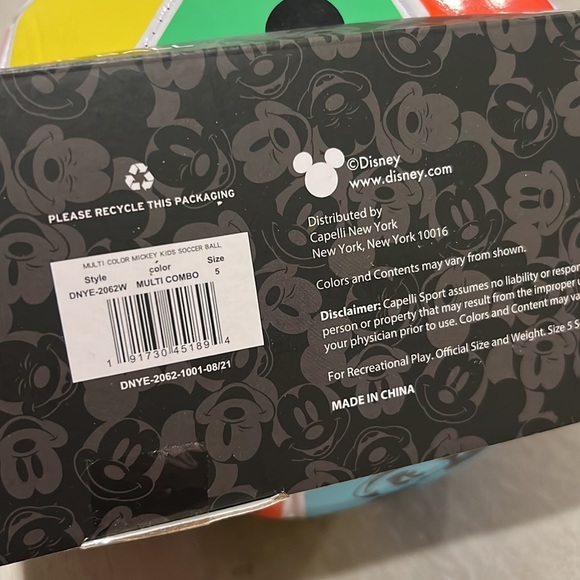 PLEASE RECYCLE THIS PACKAGING
MULTI COLOR MICKEY KIDS SOCCER BALL
Style color Size
DNYE-2062W MULTI COMBO 5
1 91730 45189 4
DNYE-2062-1001-08/21
©Disney
www.disney.com
Distributed by
Capelli New York
New York, New York 10016
Colors and Contents may vary from shown.
Disclaimer: Capelli Sport assumes no liability or
person or property that may result from the improper
your physician prior to use. Colors and Content may
For Recreational Play. Official Size and Weight. Size 5
MADE IN CHINA